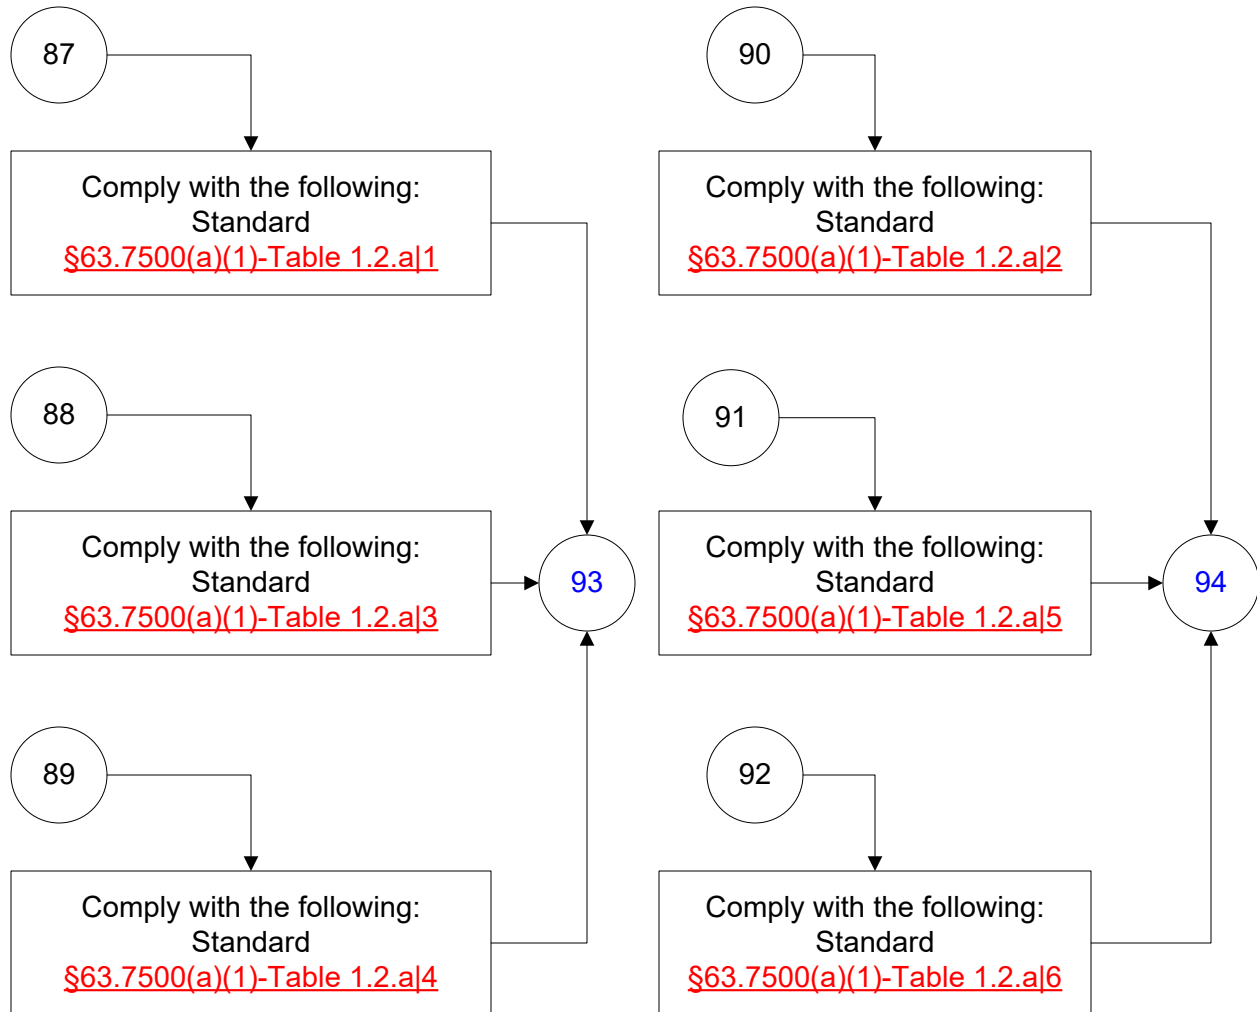 87
90
Comply with the following:
Standard
§63.7500(a)(1)-Table 1.2.a|1
Comply with the following:
Standard
§63.7500(a)(1)-Table 1.2.a|2
88
91
Comply with the following:
Standard
§63.7500(a)(1)-Table 1.2.a|3
93
Comply with the following:
Standard
§63.7500(a)(1)-Table 1.2.a|5
94
89
92
Comply with the following:
Standard
§63.7500(a)(1)-Table 1.2.a|4
Comply with the following:
Standard
§63.7500(a)(1)-Table 1.2.a|6